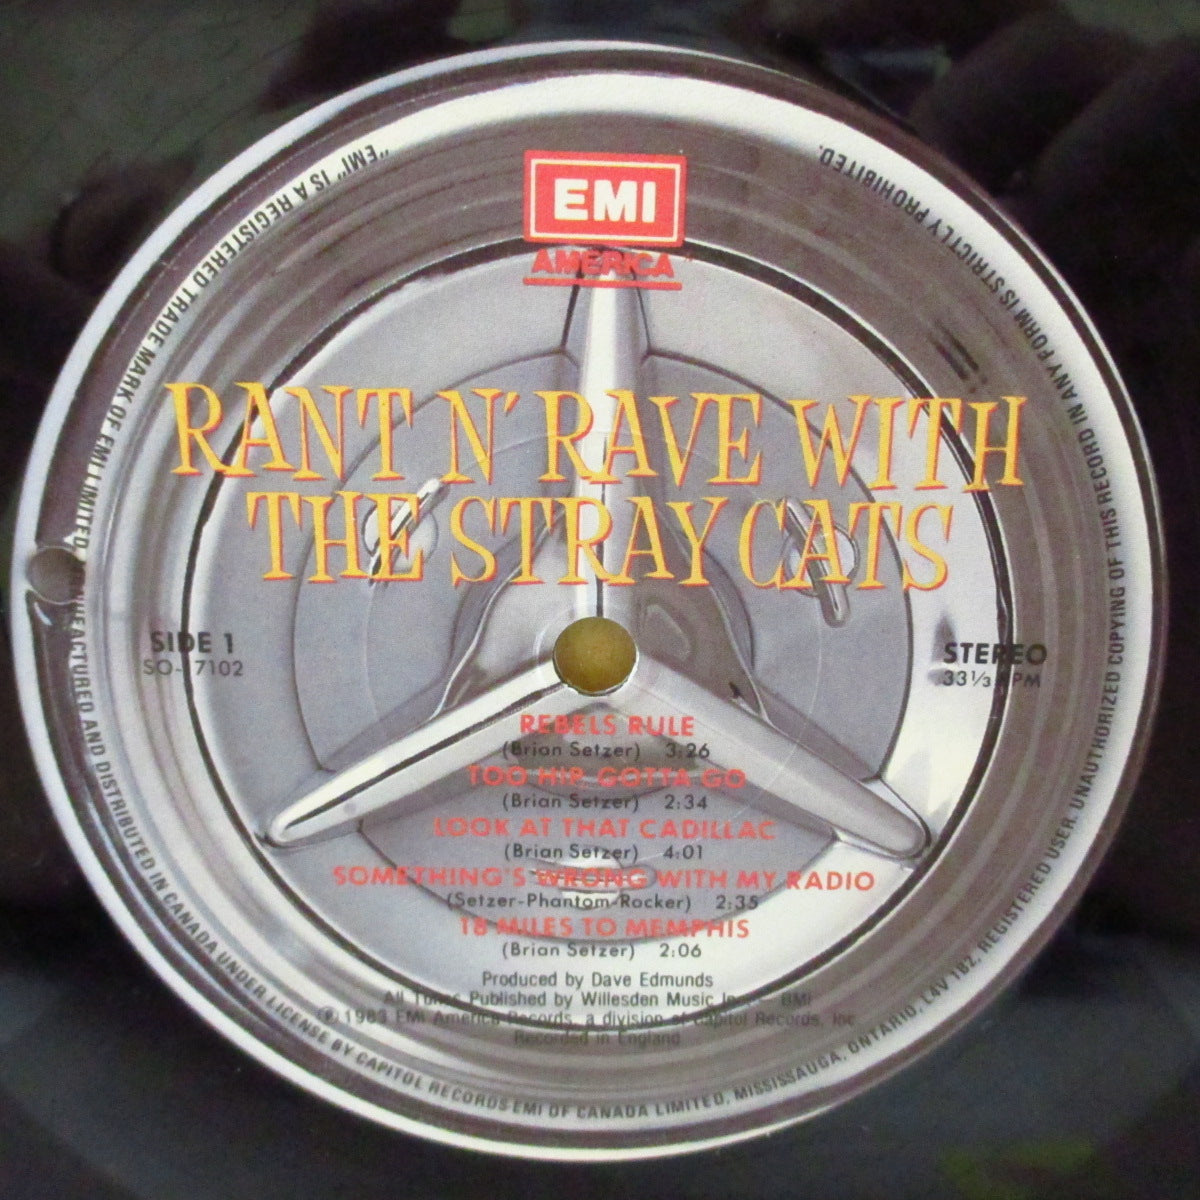 EMI
AMERICA
RANT N' RAVE WITH
THE STRAY CATS
SIDE 1
SO-17102
STEREO
33⅓ RPM
REBELS RULE
(Brian Setzer) 3:26
TOO HIP, GOTTA GO
(Brian Setzer) 2:34
LOOK AT THAT CADILLAC
(Brian Setzer) 4:01
SOMETHING'S WRONG WITH MY RADIO
(Setzer-Phantom-Rocker) 2:35
18 MILES TO MEMPHIS
(Brian Setzer) 2:06
Produced by Dave Edmunds
All Tunes Published by Willesden Music Inc. - BMI
℗ 1983 EMI America Records, a division of Capitol Records, Inc.
Recorded in England
"EMI" IS A REGISTERED TRADE MARK OF EMI LIMITED. MANUFACTURED AND DISTRIBUTED IN CANADA UNDER LICENSE BY CAPITOL RECORDS-EMI OF CANADA LIMITED, MISSISSAUGA, ONTARIO, L4V 1B2, REGISTERED USER. UNAUTHORIZED COPYING OF THIS RECORD IN ANY FORM IS STRICTLY PROHIBITED.